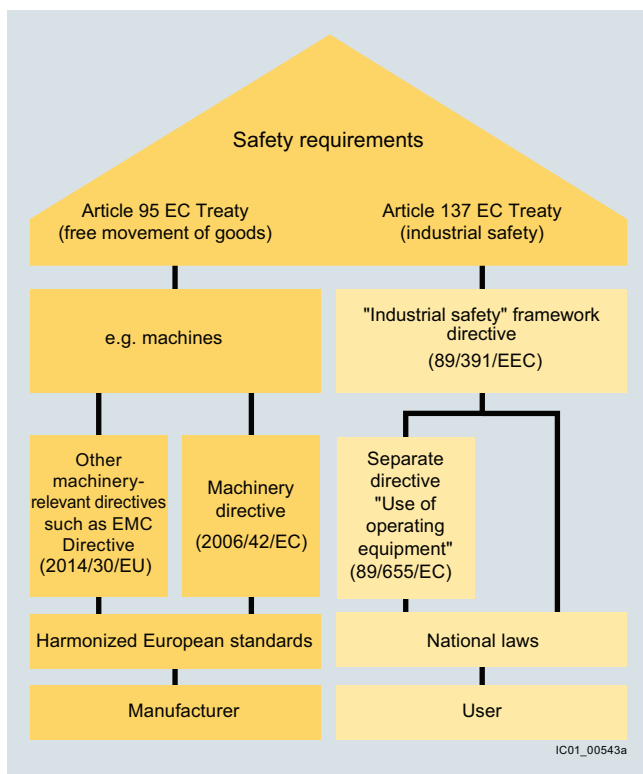 Safety requirements
Article 95 EC Treaty
(free movement of goods)
Article 137 EC Treaty
(industrial safety)
e.g. machines
"Industrial safety" framework
directive
(89/391/EEC)
Other
machinery-
relevant directives
such as EMC
Directive
(2014/30/EU)
Machinery
directive
(2006/42/EC)
Separate
directive
"Use of
operating
equipment"
(89/655/EC)
Harmonized European standards
National laws
Manufacturer
User
IC01_00543a